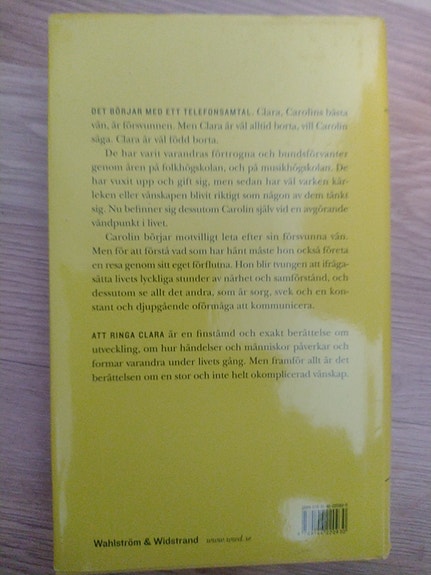 DET BÖRJAR MED ETT TELEFONSAMTAL. Clara, Carolins bästa
vän, är försvunnen. Men Clara är väl alltid borta, vill Carolin
säga. Clara är väl född borta.
De har varit varandras förtrogna och bundsförvanter
genom åren på folkhögskolan, och på musikhögskolan. De
har vuxit upp och gift sig, men sedan har väl varken kär-
leken eller vänskapen blivit riktigt som någon av dem tänkt
sig. Nu befinner sig dessutom Carolin själv vid en avgörande
vändpunkt i livet.
Carolin börjar motvilligt leta efter sin försvunna vän.
Men för att förstå vad som har hänt måste hon också företa
en resa genom sitt eget förflutna. Hon blir tvungen att ifråga-
sätta livets lyckliga stunder av närhet och samförstånd, och
dessutom se allt det andra, som är sorg, svek och en kon-
stant och djupgående oförmåga att kommunicera.
ATT RINGA CLARA är en finstämd och exakt berättelse om
utveckling, om hur händelser och människor påverkar och
formar varandra under livets gång. Men framför allt är det
berättelsen om en stor och inte helt okomplicerad vänskap.
Wahlström & Widstrand www.wwd.se